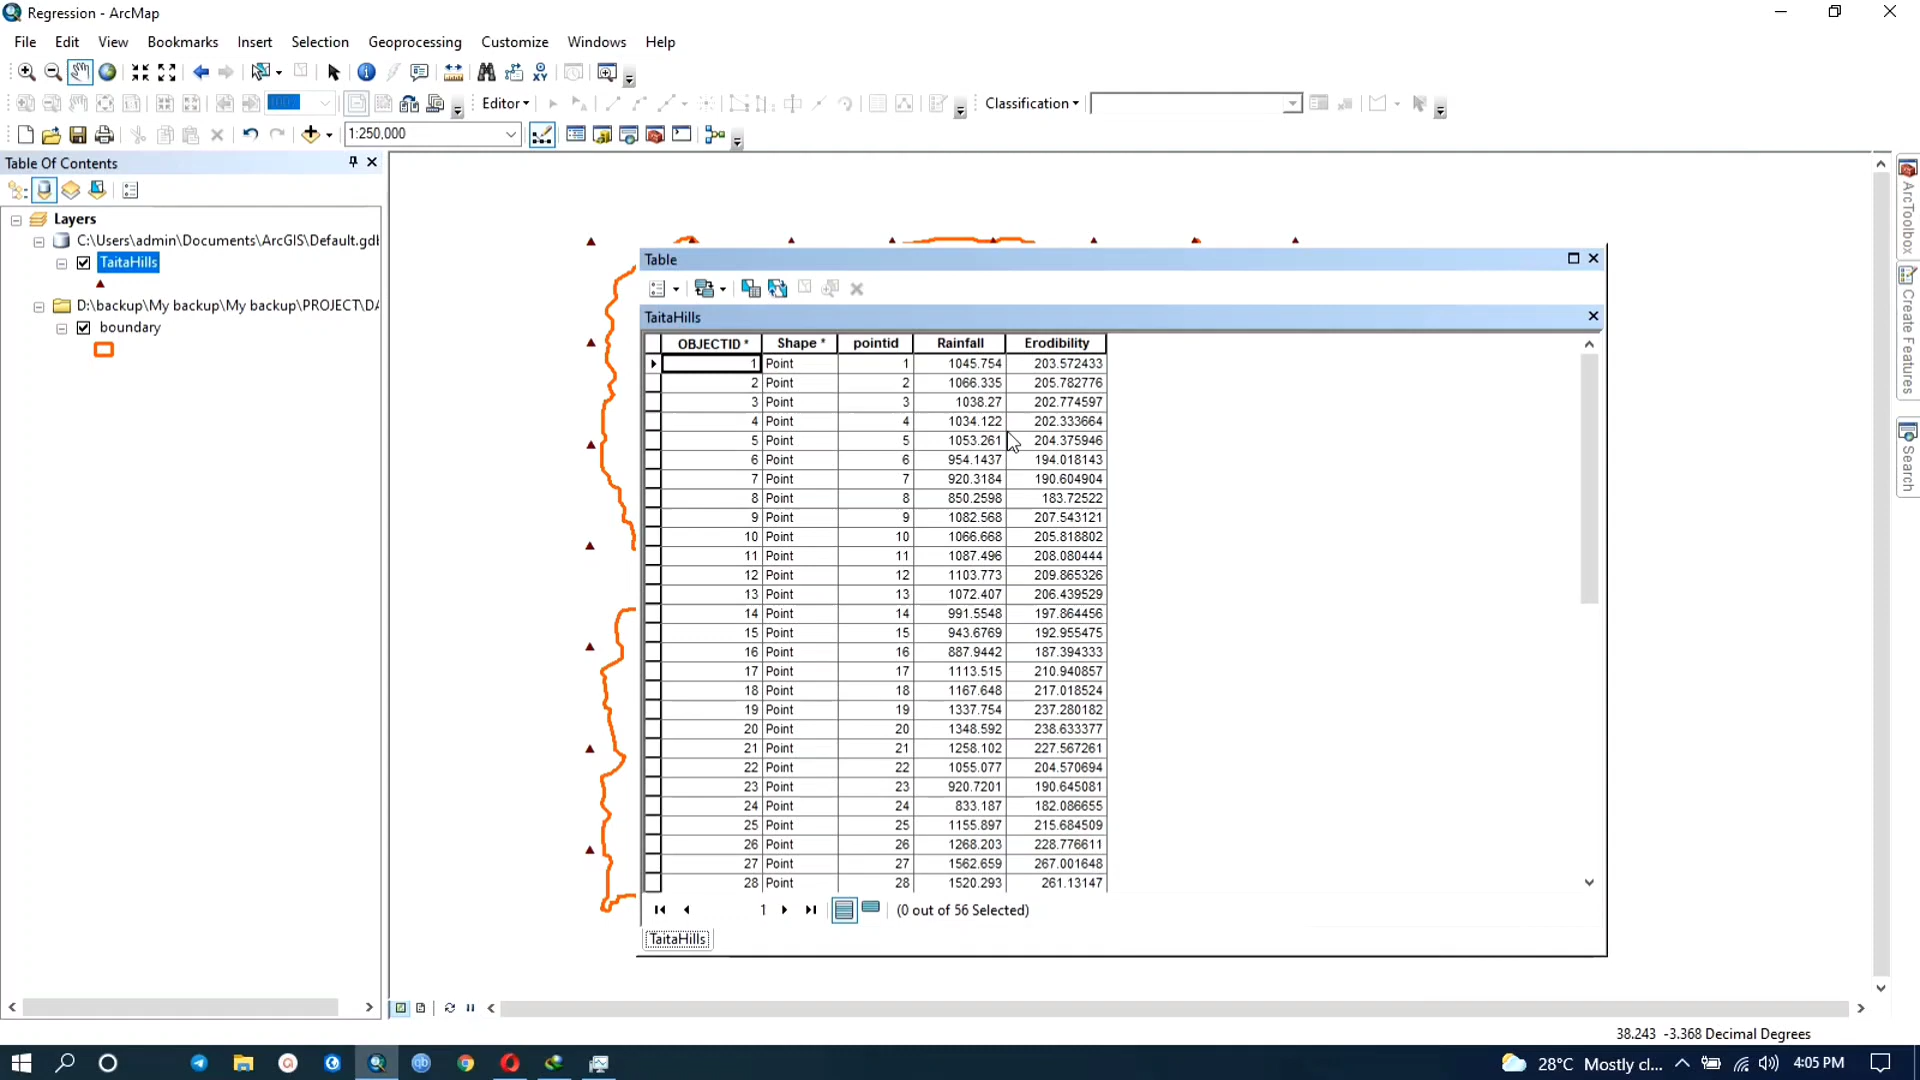 Regression - ArcMap
File Edit View Bookmarks Insert Selection Geoprocessing Customize Windows Help
Editor
Classification
1:250,000
Table Of Contents
Layers
C:\Users\admin\Documents\ArcGIS\Default.gdl
TaitaHills
D:\backup\My backup\My backup\PROJECT\DA
boundary
Table
TaitaHills
OBJECTID * Shape * pointid Rainfall Erodibility
1 Point 1 1045.754 203.572433
2 Point 2 1066.335 205.782776
3 Point 3 1038.27 202.774597
4 Point 4 1034.122 202.333664
5 Point 5 1053.261 204.375946
6 Point 6 954.1437 194.018143
7 Point 7 920.3184 190.604904
8 Point 8 850.2598 183.72522
9 Point 9 1082.568 207.543121
10 Point 10 1066.668 205.818802
11 Point 11 1087.496 208.080444
12 Point 12 1103.773 209.865326
13 Point 13 1072.407 206.439529
14 Point 14 991.5548 197.864456
15 Point 15 943.6769 192.955475
16 Point 16 887.9442 187.394333
17 Point 17 1113.515 210.940857
18 Point 18 1167.648 217.018524
19 Point 19 1337.754 237.280182
20 Point 20 1348.592 238.633377
21 Point 21 1258.102 227.567261
22 Point 22 1055.077 204.570694
23 Point 23 920.7201 190.645081
24 Point 24 833.187 182.086655
25 Point 25 1155.897 215.684509
26 Point 26 1268.203 228.776611
27 Point 27 1562.659 267.001648
28 Point 28 1520.293 261.13147
1 (0 out of 56 Selected)
TaitaHills
ArcToolbox
Create Features
Search
38.243 -3.368 Decimal Degrees
28°C Mostly cl... 4:05 PM